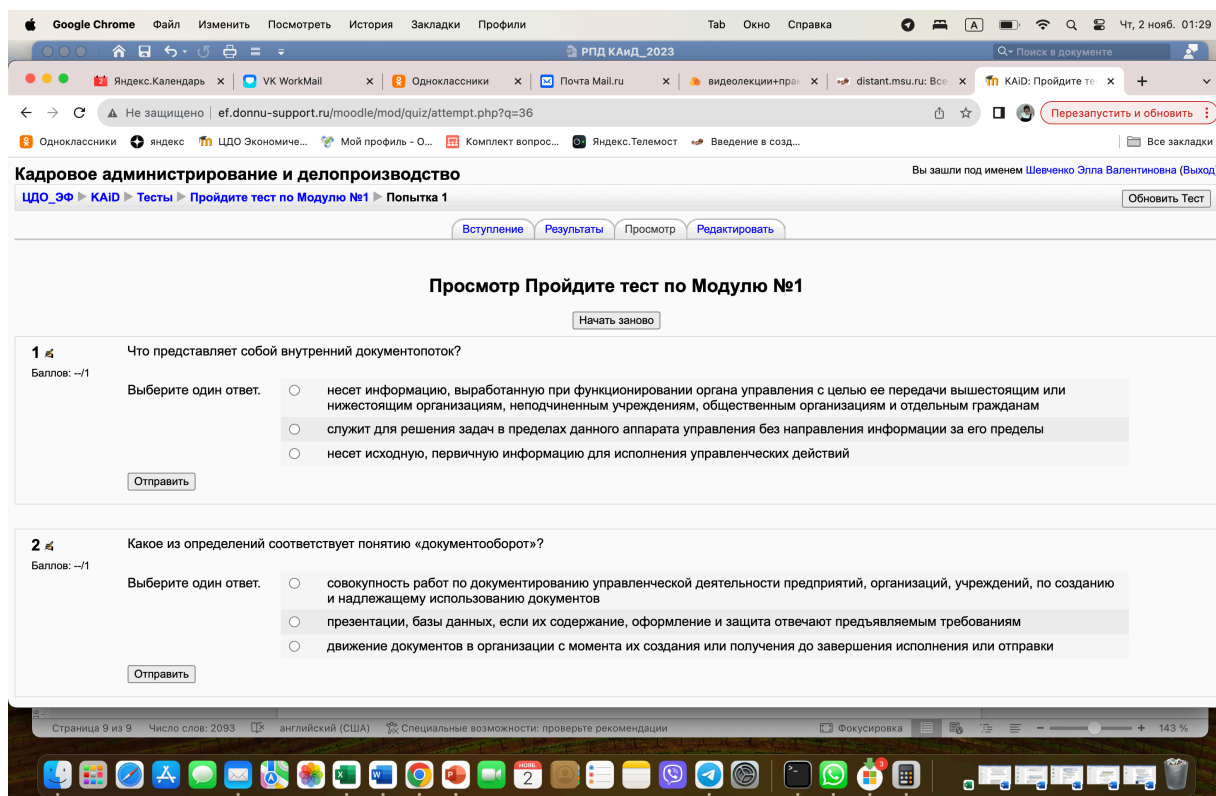 Google Chrome Файл Изменить Посмотреть История Закладки Профили Tab Окно Справка A Чт, 2 нояб. 01:29
РПД КАиД_2023 Поиск в документе
Яндекс.Календарь VK WorkMail Одноклассники Почта Mail.ru видеолекции+пра distant.msu.ru: Все KAiD: Пройдите те
Не защищено ef.donnu-support.ru/moodle/mod/quiz/attempt.php?q=36 Перезапустить и обновить
Одноклассники яндекс ЦДО Экономиче... Мой профиль - О... Комплект вопрос... Яндекс.Телемост Введение в созд... Все закладки
Кадровое администрирование и делопроизводство Вы зашли под именем Шевченко Элла Валентиновна (Выход
ЦДО_ЭФ KAiD Тесты Пройдите тест по Модулю №1 Попытка 1 Обновить Тест
Вступление Результаты Просмотр Редактировать
Просмотр Пройдите тест по Модулю №1
Начать заново
1 Что представляет собой внутренний документопоток?
Баллов: --/1
Выберите один ответ. несет информацию, выработанную при функционировании органа управления с целью ее передачи вышестоящим или
нижестоящим организациям, неподчиненным учреждениям, общественным организациям и отдельным гражданам
служит для решения задач в пределах данного аппарата управления без направления информации за его пределы
несет исходную, первичную информацию для исполнения управленческих действий
Отправить
2 Какое из определений соответствует понятию «документооборот»?
Баллов: --/1
Выберите один ответ. совокупность работ по документированию управленческой деятельности предприятий, организаций, учреждений, по созданию
и надлежащему использованию документов
презентации, базы данных, если их содержание, оформление и защита отвечают предъявляемым требованиям
движение документов в организации с момента их создания или получения до завершения исполнения или отправки
Отправить
Страница 9 из 9 Число слов: 2093 английский (США) Специальные возможности: проверьте рекомендации Фокусировка 143 %
НОЯБ. 2 3